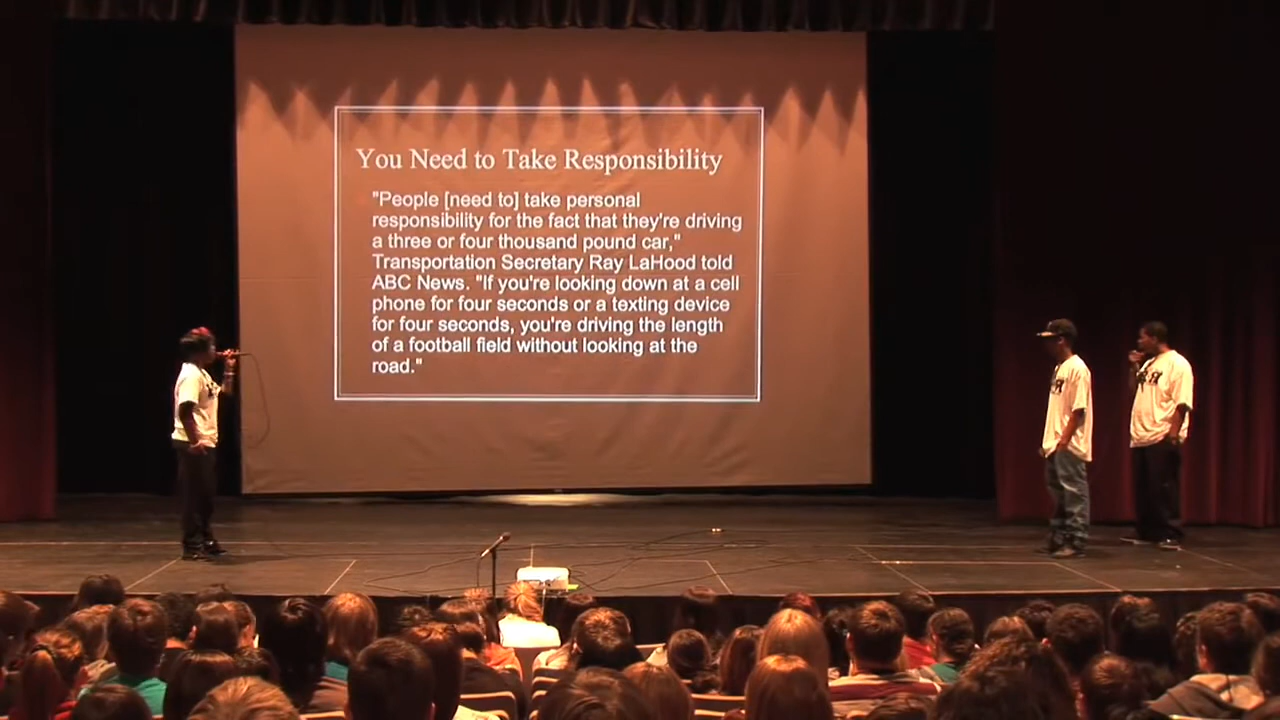 You Need to Take Responsibility
"People [need to] take personal
responsibility for the fact that they're driving
a three or four thousand pound car,"
Transportation Secretary Ray LaHood told
ABC News. "If you're looking down at a cell
phone for four seconds or a texting device
for four seconds, you're driving the length
of a football field without looking at the
road."